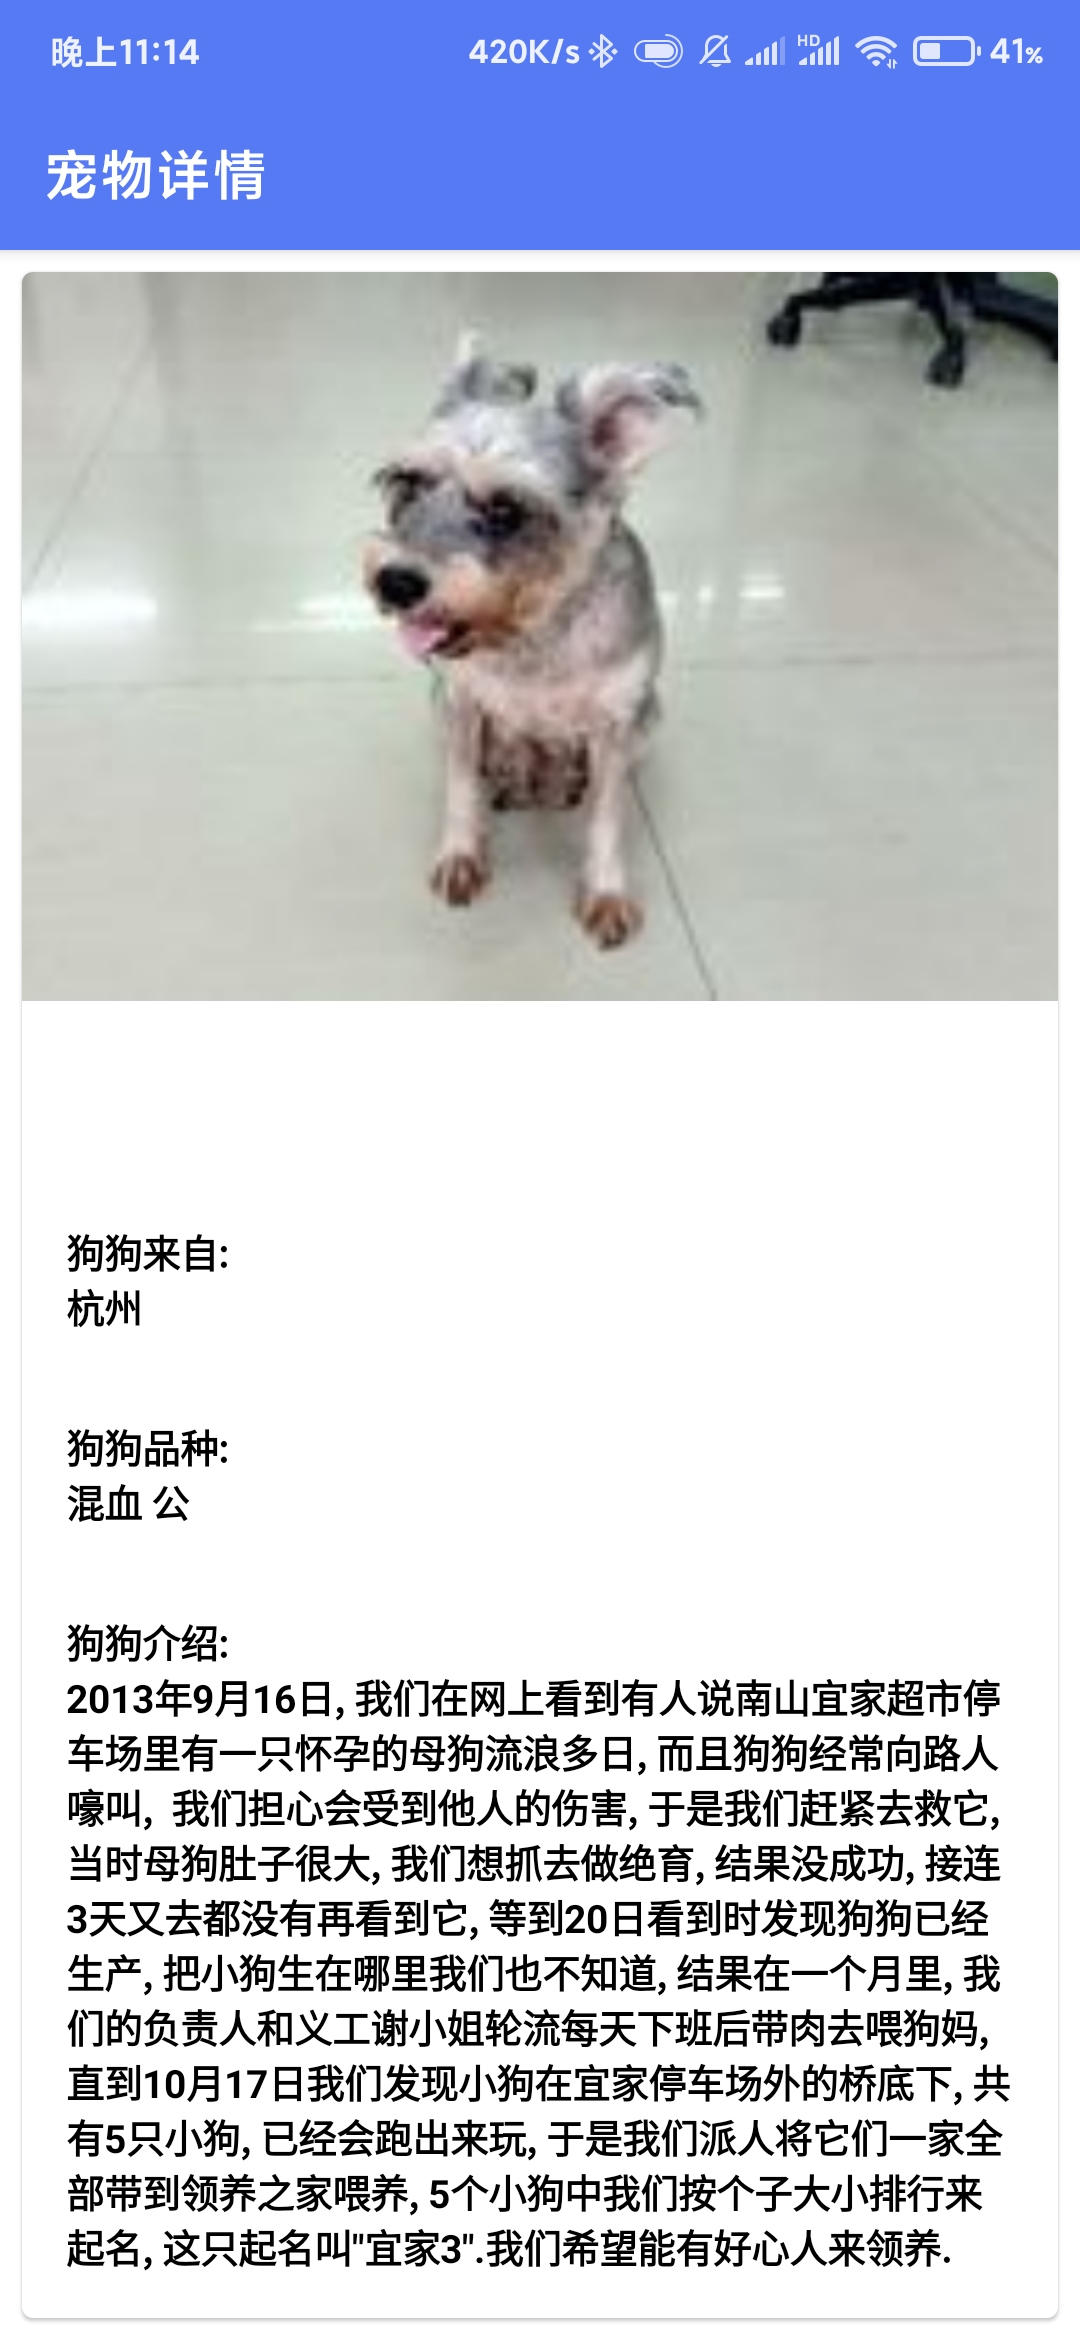 晚上11:14
420K/s
HD
41%
宠物详情
狗狗来自:
杭州
狗狗品种:
混血 公
狗狗介绍:
2013年9月16日, 我们在网上看到有人说南山宜家超市停
车场里有一只怀孕的母狗流浪多日, 而且狗狗经常向路人
嚎叫,  我们担心会受到他人的伤害, 于是我们赶紧去救它,
当时母狗肚子很大, 我们想抓去做绝育, 结果没成功, 接连
3天又去都没有再看到它, 等到20日看到时发现狗狗已经
生产, 把小狗生在哪里我们也不知道, 结果在一个月里, 我
们的负责人和义工谢小姐轮流每天下班后带肉去喂狗妈,
直到10月17日我们发现小狗在宜家停车场外的桥底下, 共
有5只小狗, 已经会跑出来玩, 于是我们派人将它们一家全
部带到领养之家喂养, 5个小狗中我们按个子大小排行来
起名, 这只起名叫"宜家3".我们希望能有好心人来领养.